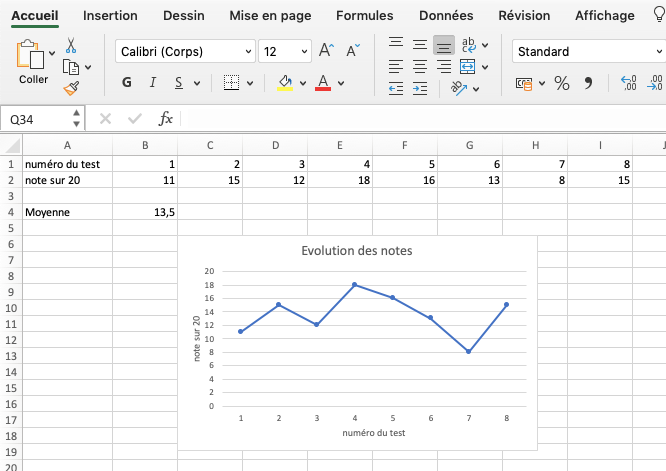 Accueil Insertion Dessin Mise en page Formules Données Révision Affichage
Coller
Calibri (Corps) 12 A A Standard
G I S A ab c ab % ,00 ,0
Q34 fx
A B C D E F G H I J
1 numéro du test 1 2 3 4 5 6 7 8
2 note sur 20 11 15 12 18 16 13 8 15
3
4 Moyenne 13,5
5
6
7
8
9
10
11
12
13
14
15
16
17
18
19
20
Evolution des notes
note sur 20
20
18
16
14
12
10
8
6
4
2
0
1 2 3 4 5 6 7 8
numéro du test